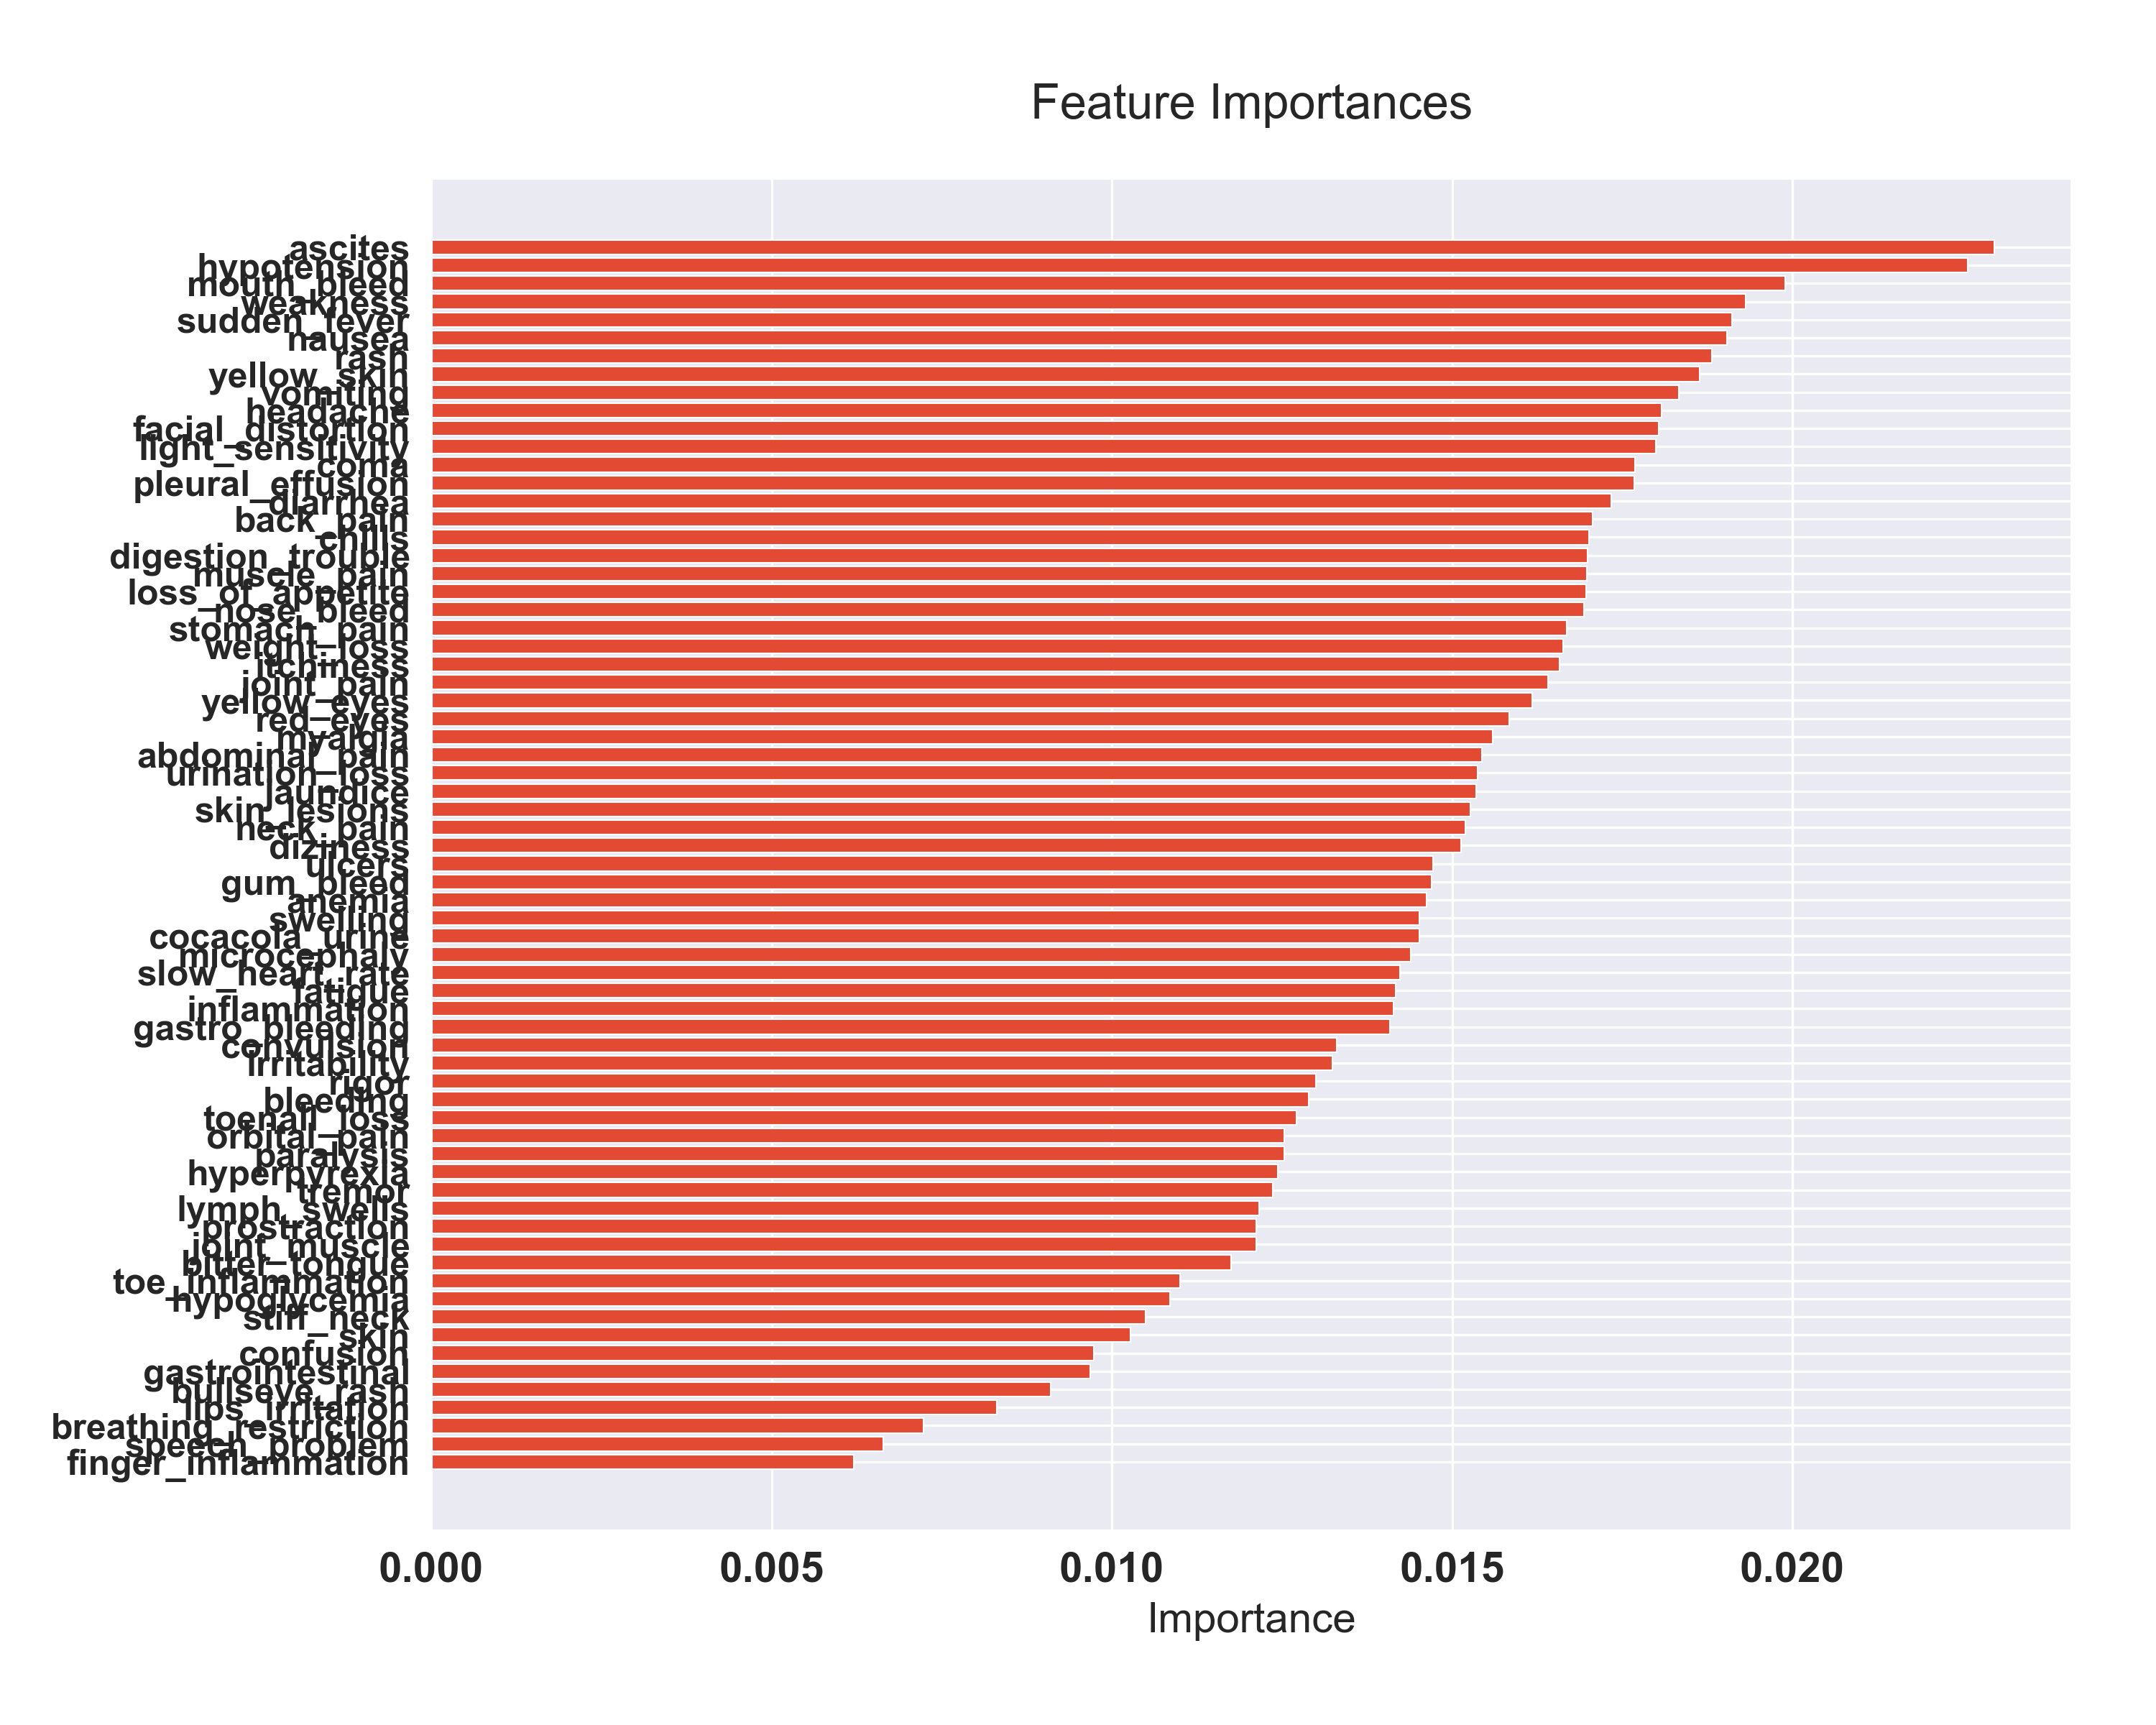 Feature Importances
ascites
hypotension
mouth_bleed
weakness
sudden_fever
nausea
rash
yellow_skin
vomiting
headache
facial_distortion
light_sensitivity
coma
pleural_effusion
diarrhea
back_pain
chills
digestion_trouble
muscle_pain
loss_of_appetite
nose_bleed
stomach_pain
weight_loss
itchiness
joint_pain
yellow_eyes
red_eyes
myalgia
abdominal_pain
urination_loss
jaundice
skin_lesions
neck_pain
diziness
ulcers
gum_bleed
anemia
swelling
cocacola_urine
microcephaly
slow_heart_rate
fatigue
inflammation
gastro_bleeding
convulsion
irritability
rigor
bleeding
toenail_loss
orbital_pain
paralysis
hyperpyrexia
tremor
lymph_swells
prostraction
joint_muscle
bitter_tongue
toe_inflammation
hypoglycemia
stiff_neck
skin
confusion
gastrointestinal
bullseye_rash
lips_irritation
breathing_restriction
speech_problem
finger_inflammation
0.000 0.005 0.010 0.015 0.020
Importance